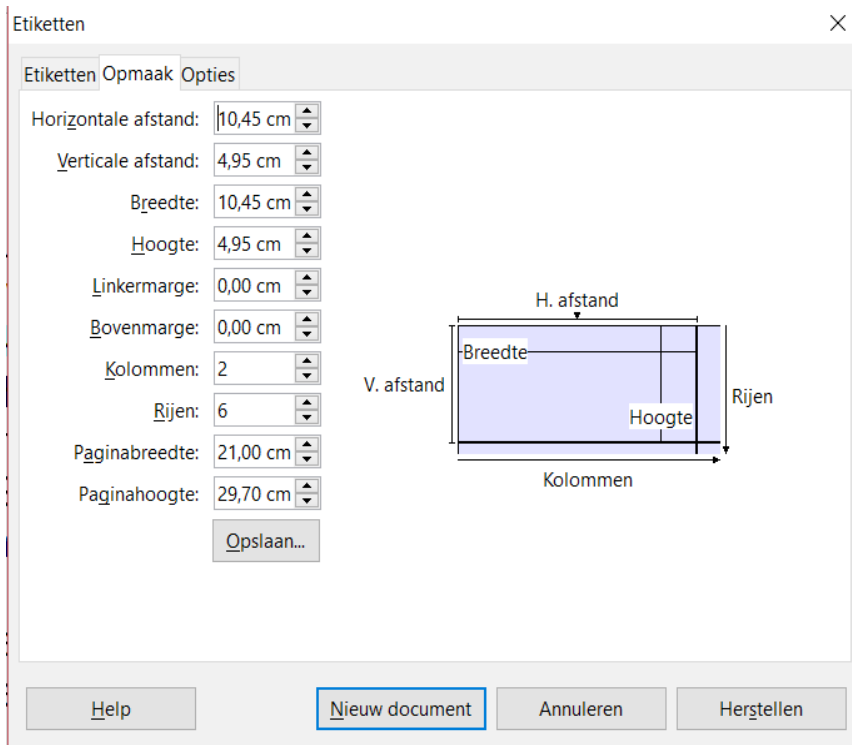 Etiketten
Etiketten Opmaak Opties
Horizontale afstand: 10,45 cm
Verticale afstand: 4,95 cm
Breedte: 10,45 cm
Hoogte: 4,95 cm
Linkermarge: 0,00 cm
Bovenmarge: 0,00 cm
Kolommen: 2
Rijen: 6
Paginabreedte: 21,00 cm
Paginahoogte: 29,70 cm
Opslaan...
H. afstand
Breedte
V. afstand
Rijen
Hoogte
Kolommen
Help Nieuw document Annuleren Herstellen